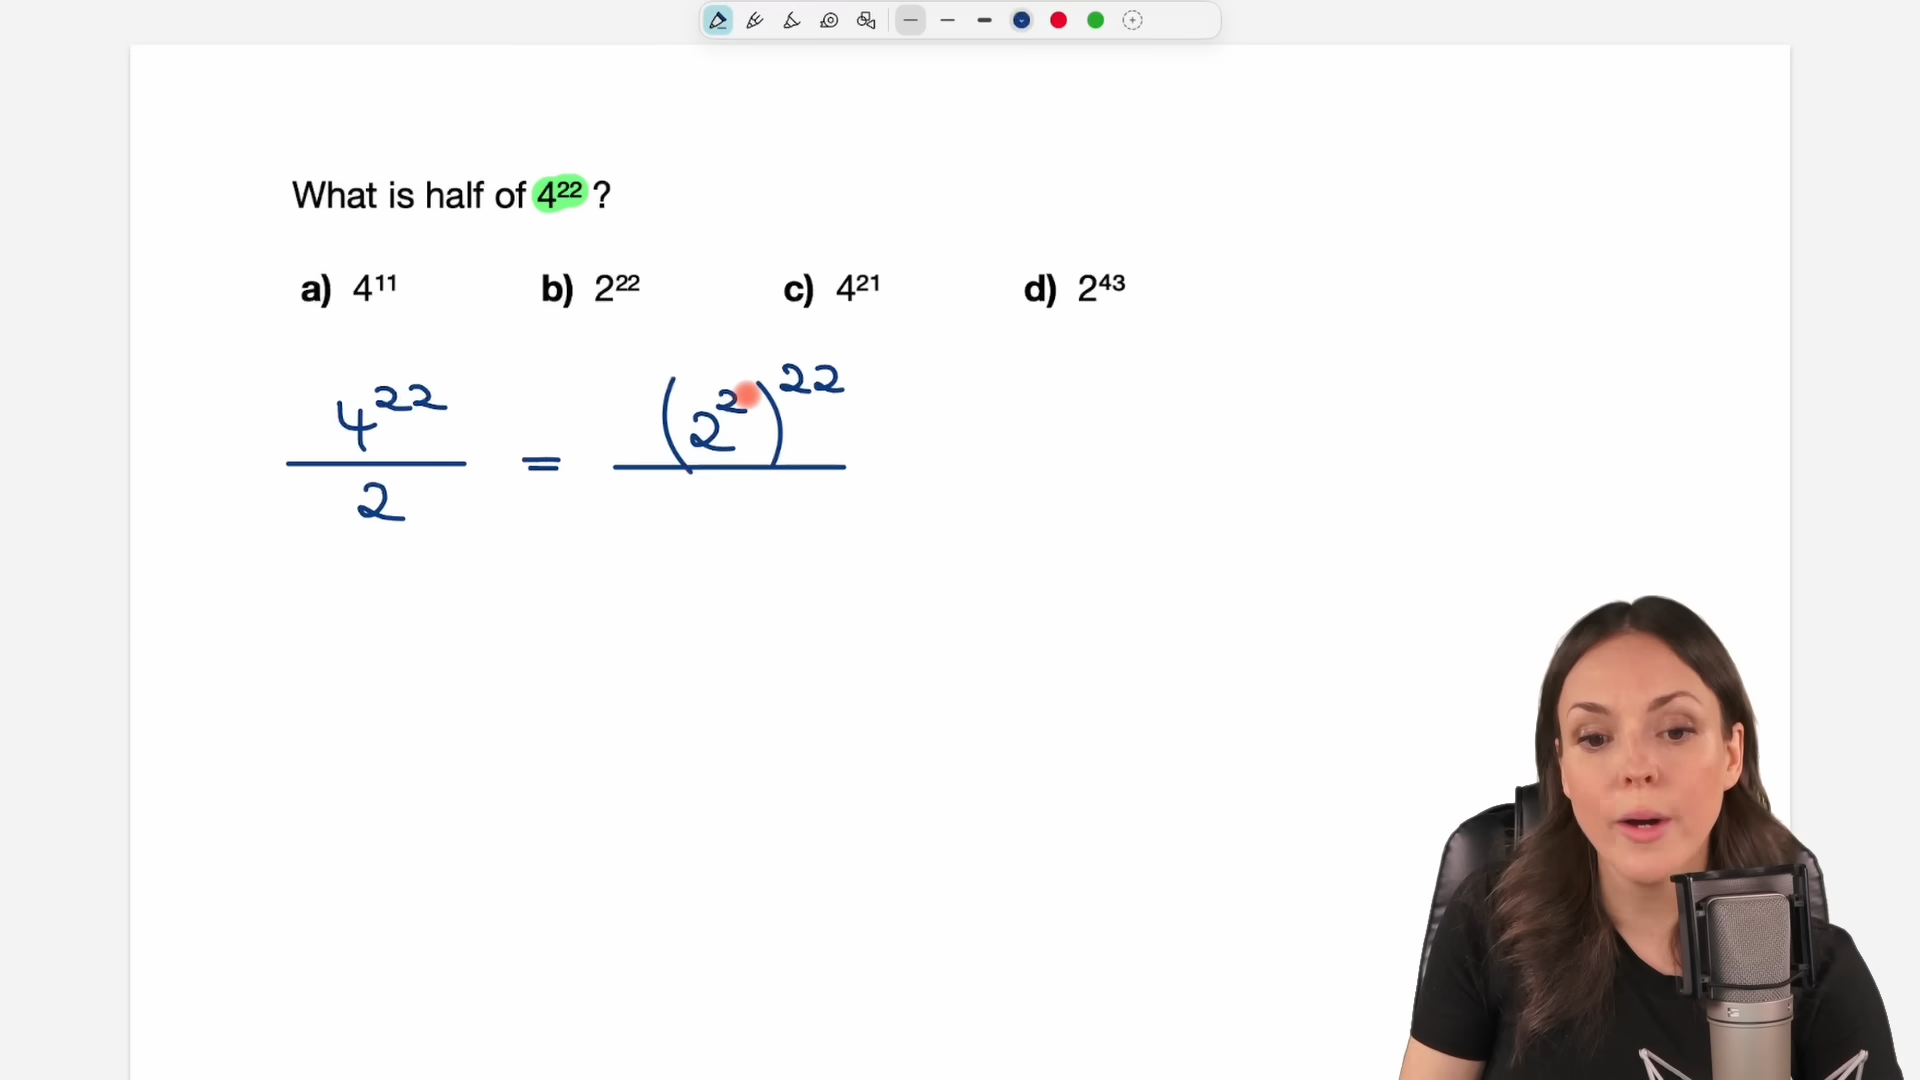 What is half of 4²² ?
a) 4¹¹ b) 2²² c) 4²¹ d) 2⁴³
4²² / 2 = (2²)²²